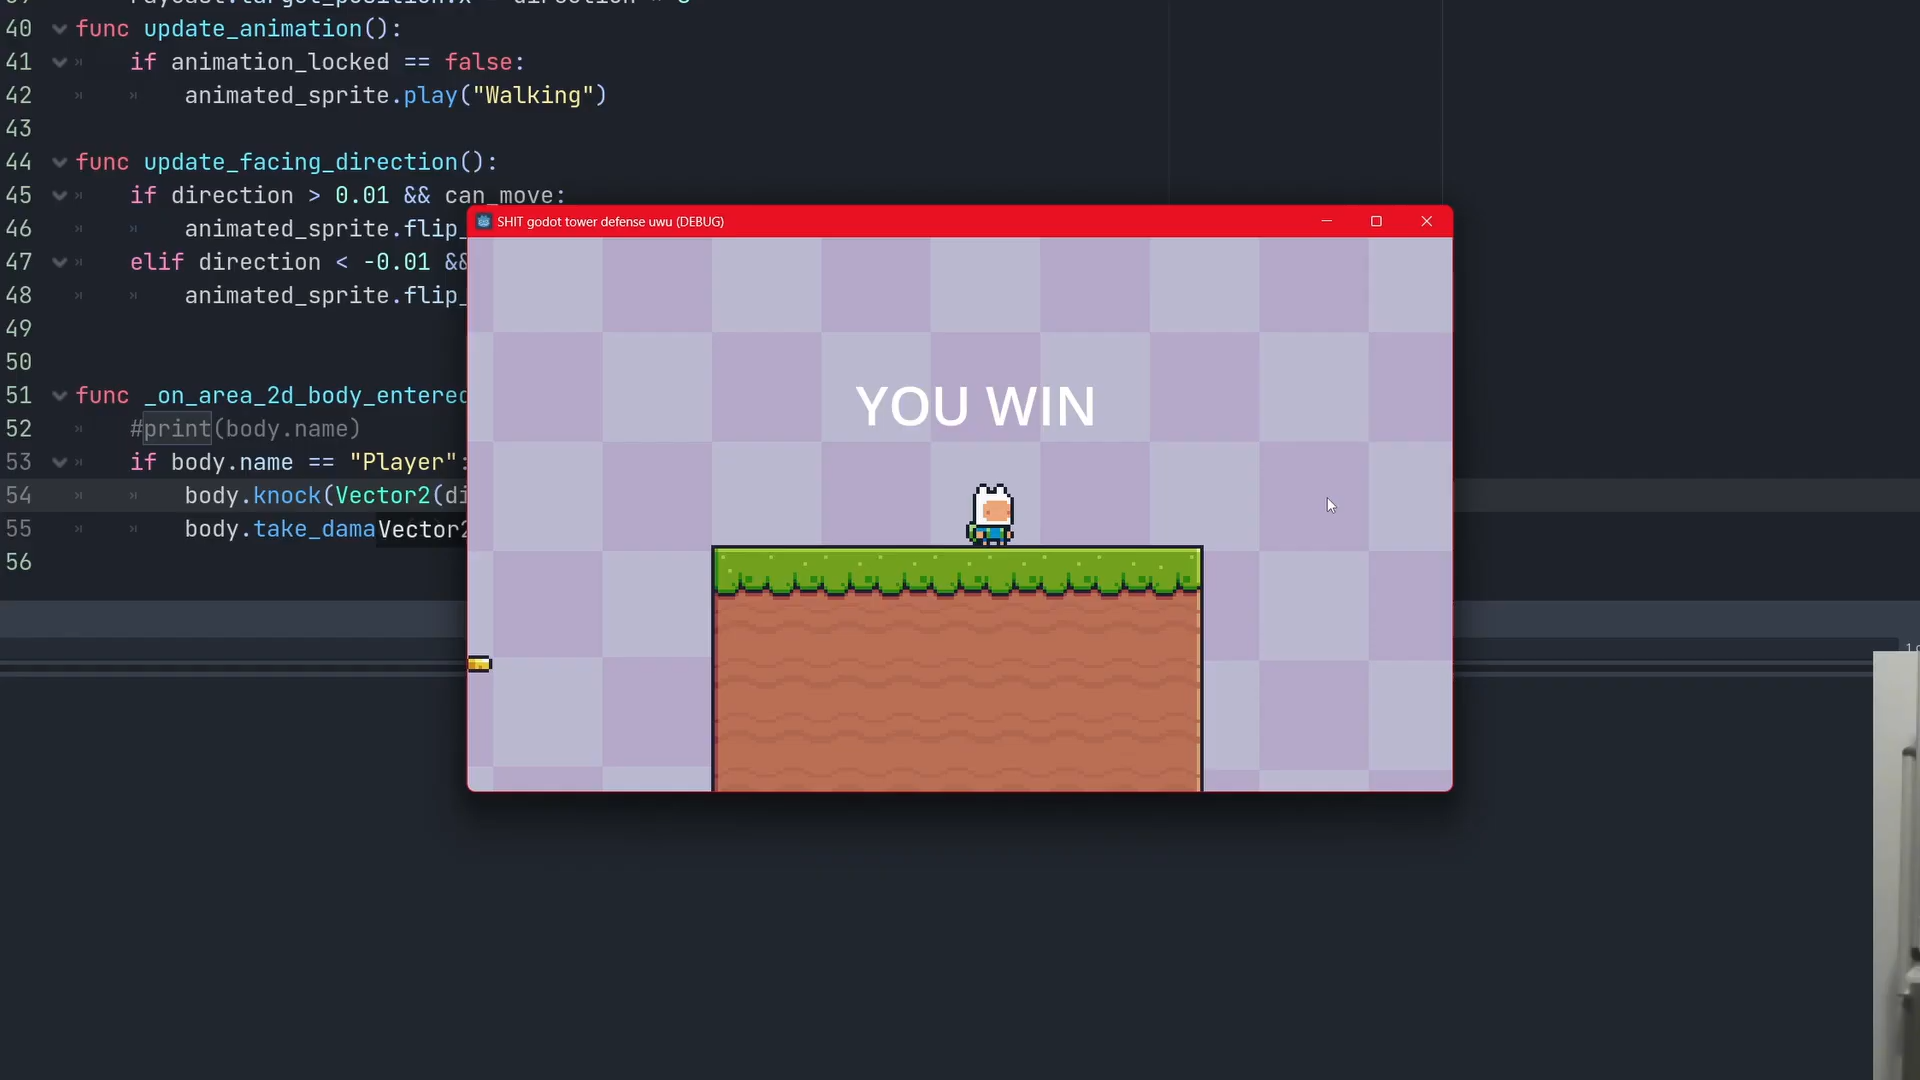 40 func update_animation():
41 if animation_locked == false:
42 animated_sprite.play("Walking")
43
44 func update_facing_direction():
45 if direction > 0.01 && can_move:
46 animated_sprite.flip_
47 elif direction < -0.01 &&
48 animated_sprite.flip_
49
50
51 func _on_area_2d_body_entered
52 #print(body.name)
53 if body.name == "Player":
54 body.knock(Vector2(di
55 body.take_dama Vector2
56
SHIT godot tower defense uwu (DEBUG)
YOU WIN